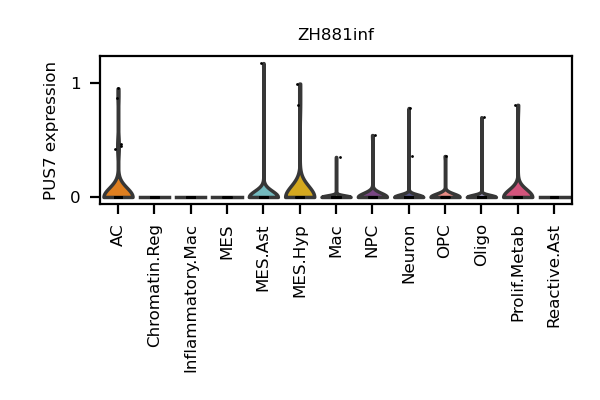 ZH881inf
PUS7 expression
1
0
AC
Chromatin.Reg
Inflammatory.Mac
MES
MES.Ast
MES.Hyp
Mac
NPC
Neuron
OPC
Oligo
Prolif.Metab
Reactive.Ast